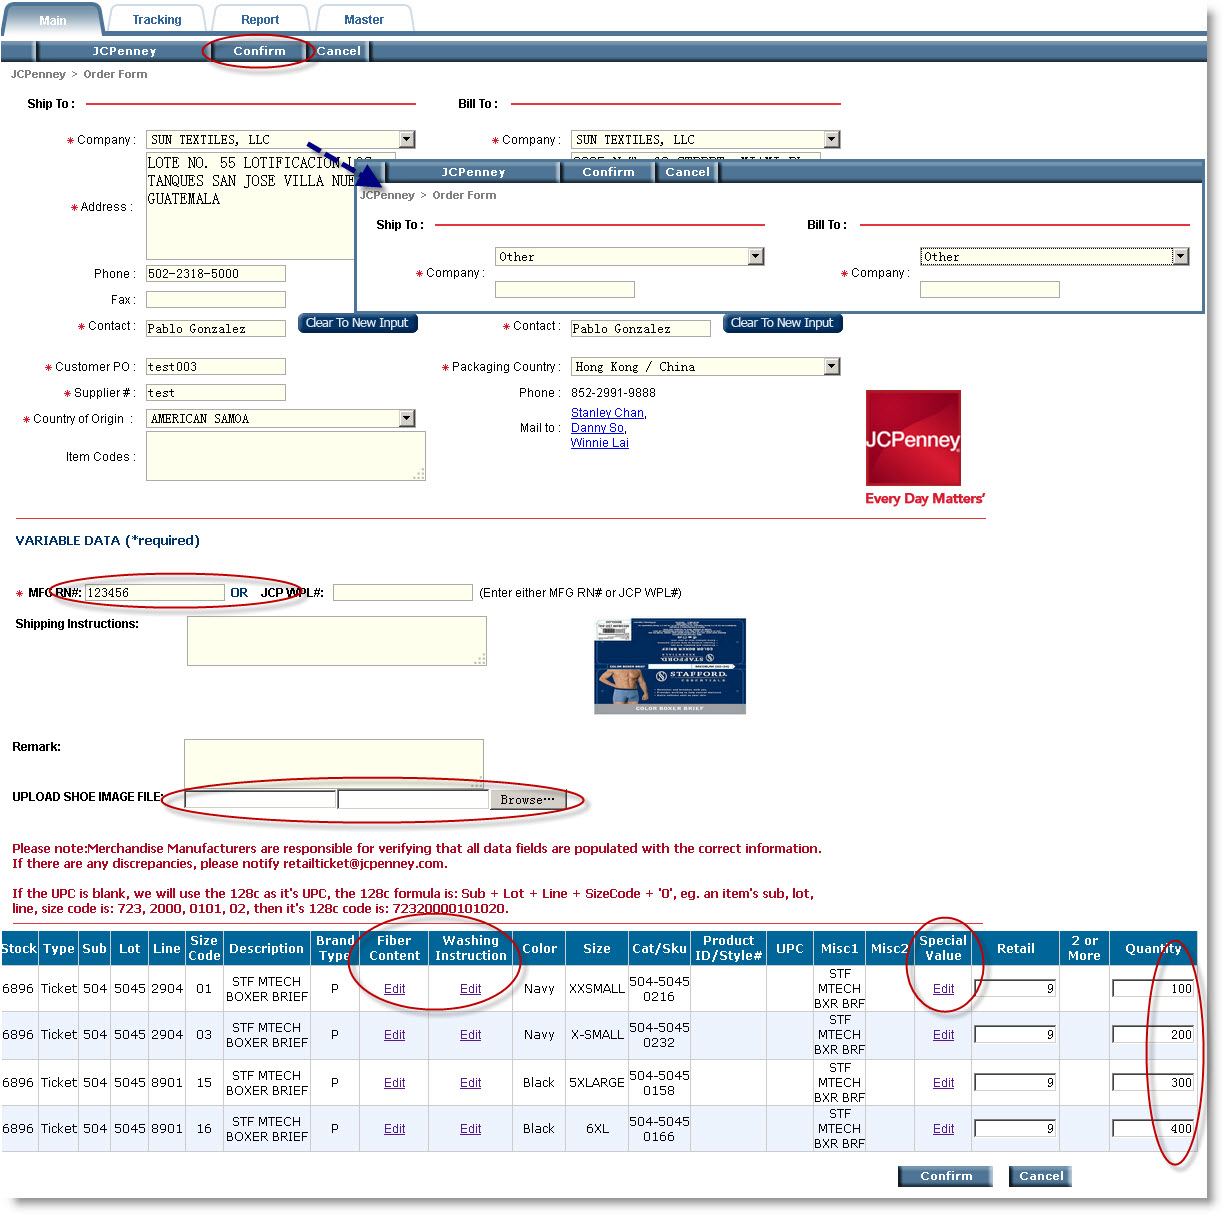 Main Tracking Report Master
JCPenney Confirm Cancel
JCPenney > Order Form
Ship To : Bill To :
* Company : SUN TEXTILES, LLC * Company : SUN TEXTILES, LLC
LOTE NO. 55 LOTIFICACION LOS
TANQUES SAN JOSE VILLA NUE
GUATEMALA
* Address :
JCPenney Confirm Cancel
JCPenney > Order Form
Ship To : Bill To :
Other Other
* Company : * Company :
Phone : 502-2318-5000
Fax :
* Contact : Pablo Gonzalez Clear To New Input * Contact : Pablo Gonzalez Clear To New Input
* Customer PO : test003 * Packaging Country : Hong Kong / China
* Supplier # : test Phone : 852-2991-9888
* Country of Origin : AMERICAN SAMOA Mail to : Stanley Chan,
Danny So,
Winnie Lai
Item Codes :
JCPenney
Every Day Matters
VARIABLE DATA (*required)
* MFG RN#: 123456 OR JCP WPL#: (Enter either MFG RN# or JCP WPL#)
Shipping Instructions:
COLOR BOXER BRIEF
STAFFORD
ESSENTIALS
COLOR BOXER BRIEF
Remark:
UPLOAD SHOE IMAGE FILE: Browse...
Please note:Merchandise Manufacturers are responsible for verifying that all data fields are populated with the correct information.
If there are any discrepancies, please notify retailticket@jcpenney.com.
If the UPC is blank, we will use the 128c as it's UPC, the 128c formula is: Sub + Lot + Line + SizeCode + '0', eg. an item's sub, lot,
line, size code is: 723, 2000, 0101, 02, then it's 128c code is: 72320000101020.
Stock Type Sub Lot Line Size Code Description Brand Type Fiber Content Washing Instruction Color Size Cat/Sku Product ID/Style# UPC Misc1 Misc2 Special Value Retail 2 or More Quantity
6896 Ticket 504 5045 2904 01 STF MTECH BOXER BRIEF P Edit Edit Navy XXSMALL 504-5045 0216 STF MTECH BXR BRF Edit 9 100
6896 Ticket 504 5045 2904 03 STF MTECH BOXER BRIEF P Edit Edit Navy X-SMALL 504-5045 0232 STF MTECH BXR BRF Edit 9 200
6896 Ticket 504 5045 8901 15 STF MTECH BOXER BRIEF P Edit Edit Black 5XLARGE 504-5045 0158 STF MTECH BXR BRF Edit 9 300
6896 Ticket 504 5045 8901 16 STF MTECH BOXER BRIEF P Edit Edit Black 6XL 504-5045 0166 STF MTECH BXR BRF Edit 9 400
Confirm Cancel